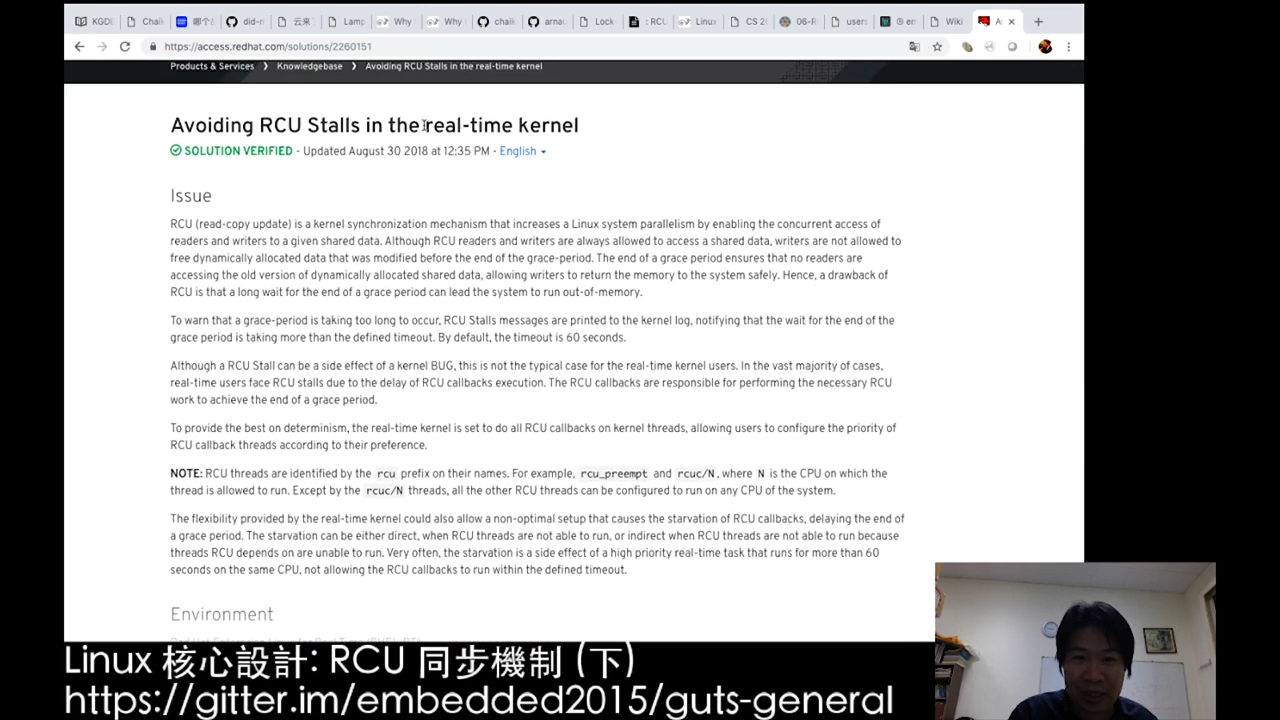 KGDB
Chai
哪个
did-n
Lamp
Why
Why
chaik
arnau
Lock
: RCU
Linux
CS 2
06-R
users
Wiki
https://access.redhat.com/solutions/2260151
Products & Services ❯ Knowledgebase ❯ Avoiding RCU Stalls in the real-time kernel
Avoiding RCU Stalls in the real-time kernel
SOLUTION VERIFIED - Updated August 30 2018 at 12:35 PM - English
Issue
RCU (read-copy update) is a kernel synchronization mechanism that increases a Linux system parallelism by enabling the concurrent access of
readers and writers to a given shared data. Although RCU readers and writers are always allowed to access a shared data, writers are not allowed to
free dynamically allocated data that was modified before the end of the grace-period. The end of a grace period ensures that no readers are
accessing the old version of dynamically allocated shared data, allowing writers to return the memory to the system safely. Hence, a drawback of
RCU is that a long wait for the end of a grace period can lead the system to run out-of-memory.
To warn that a grace-period is taking too long to occur, RCU Stalls messages are printed to the kernel log, notifying that the wait for the end of the
grace period is taking more than the defined timeout. By default, the timeout is 60 seconds.
Although a RCU Stall can be a side effect of a kernel BUG, this is not the typical case for the real-time kernel users. In the vast majority of cases,
real-time users face RCU stalls due to the delay of RCU callbacks execution. The RCU callbacks are responsible for performing the necessary RCU
work to achieve the end of a grace period.
To provide the best on determinism, the real-time kernel is set to do all RCU callbacks on kernel threads, allowing users to configure the priority of
RCU callback threads according to their preference.
NOTE: RCU threads are identified by the rcu prefix on their names. For example, rcu_preempt and rcuc/N, where N is the CPU on which the
thread is allowed to run. Except by the rcuc/N threads, all the other RCU threads can be configured to run on any CPU of the system.
The flexibility provided by the real-time kernel could also allow a non-optimal setup that causes the starvation of RCU callbacks, delaying the end of
a grace period. The starvation can be either direct, when RCU threads are not able to run, or indirect when RCU threads are not able to run because
threads RCU depends on are unable to run. Very often, the starvation is a side effect of a high priority real-time task that runs for more than 60
seconds on the same CPU, not allowing the RCU callbacks to run within the defined timeout.
Environment
Linux 核心設計: RCU 同步機制 (下)
https://gitter.im/embedded2015/guts-general